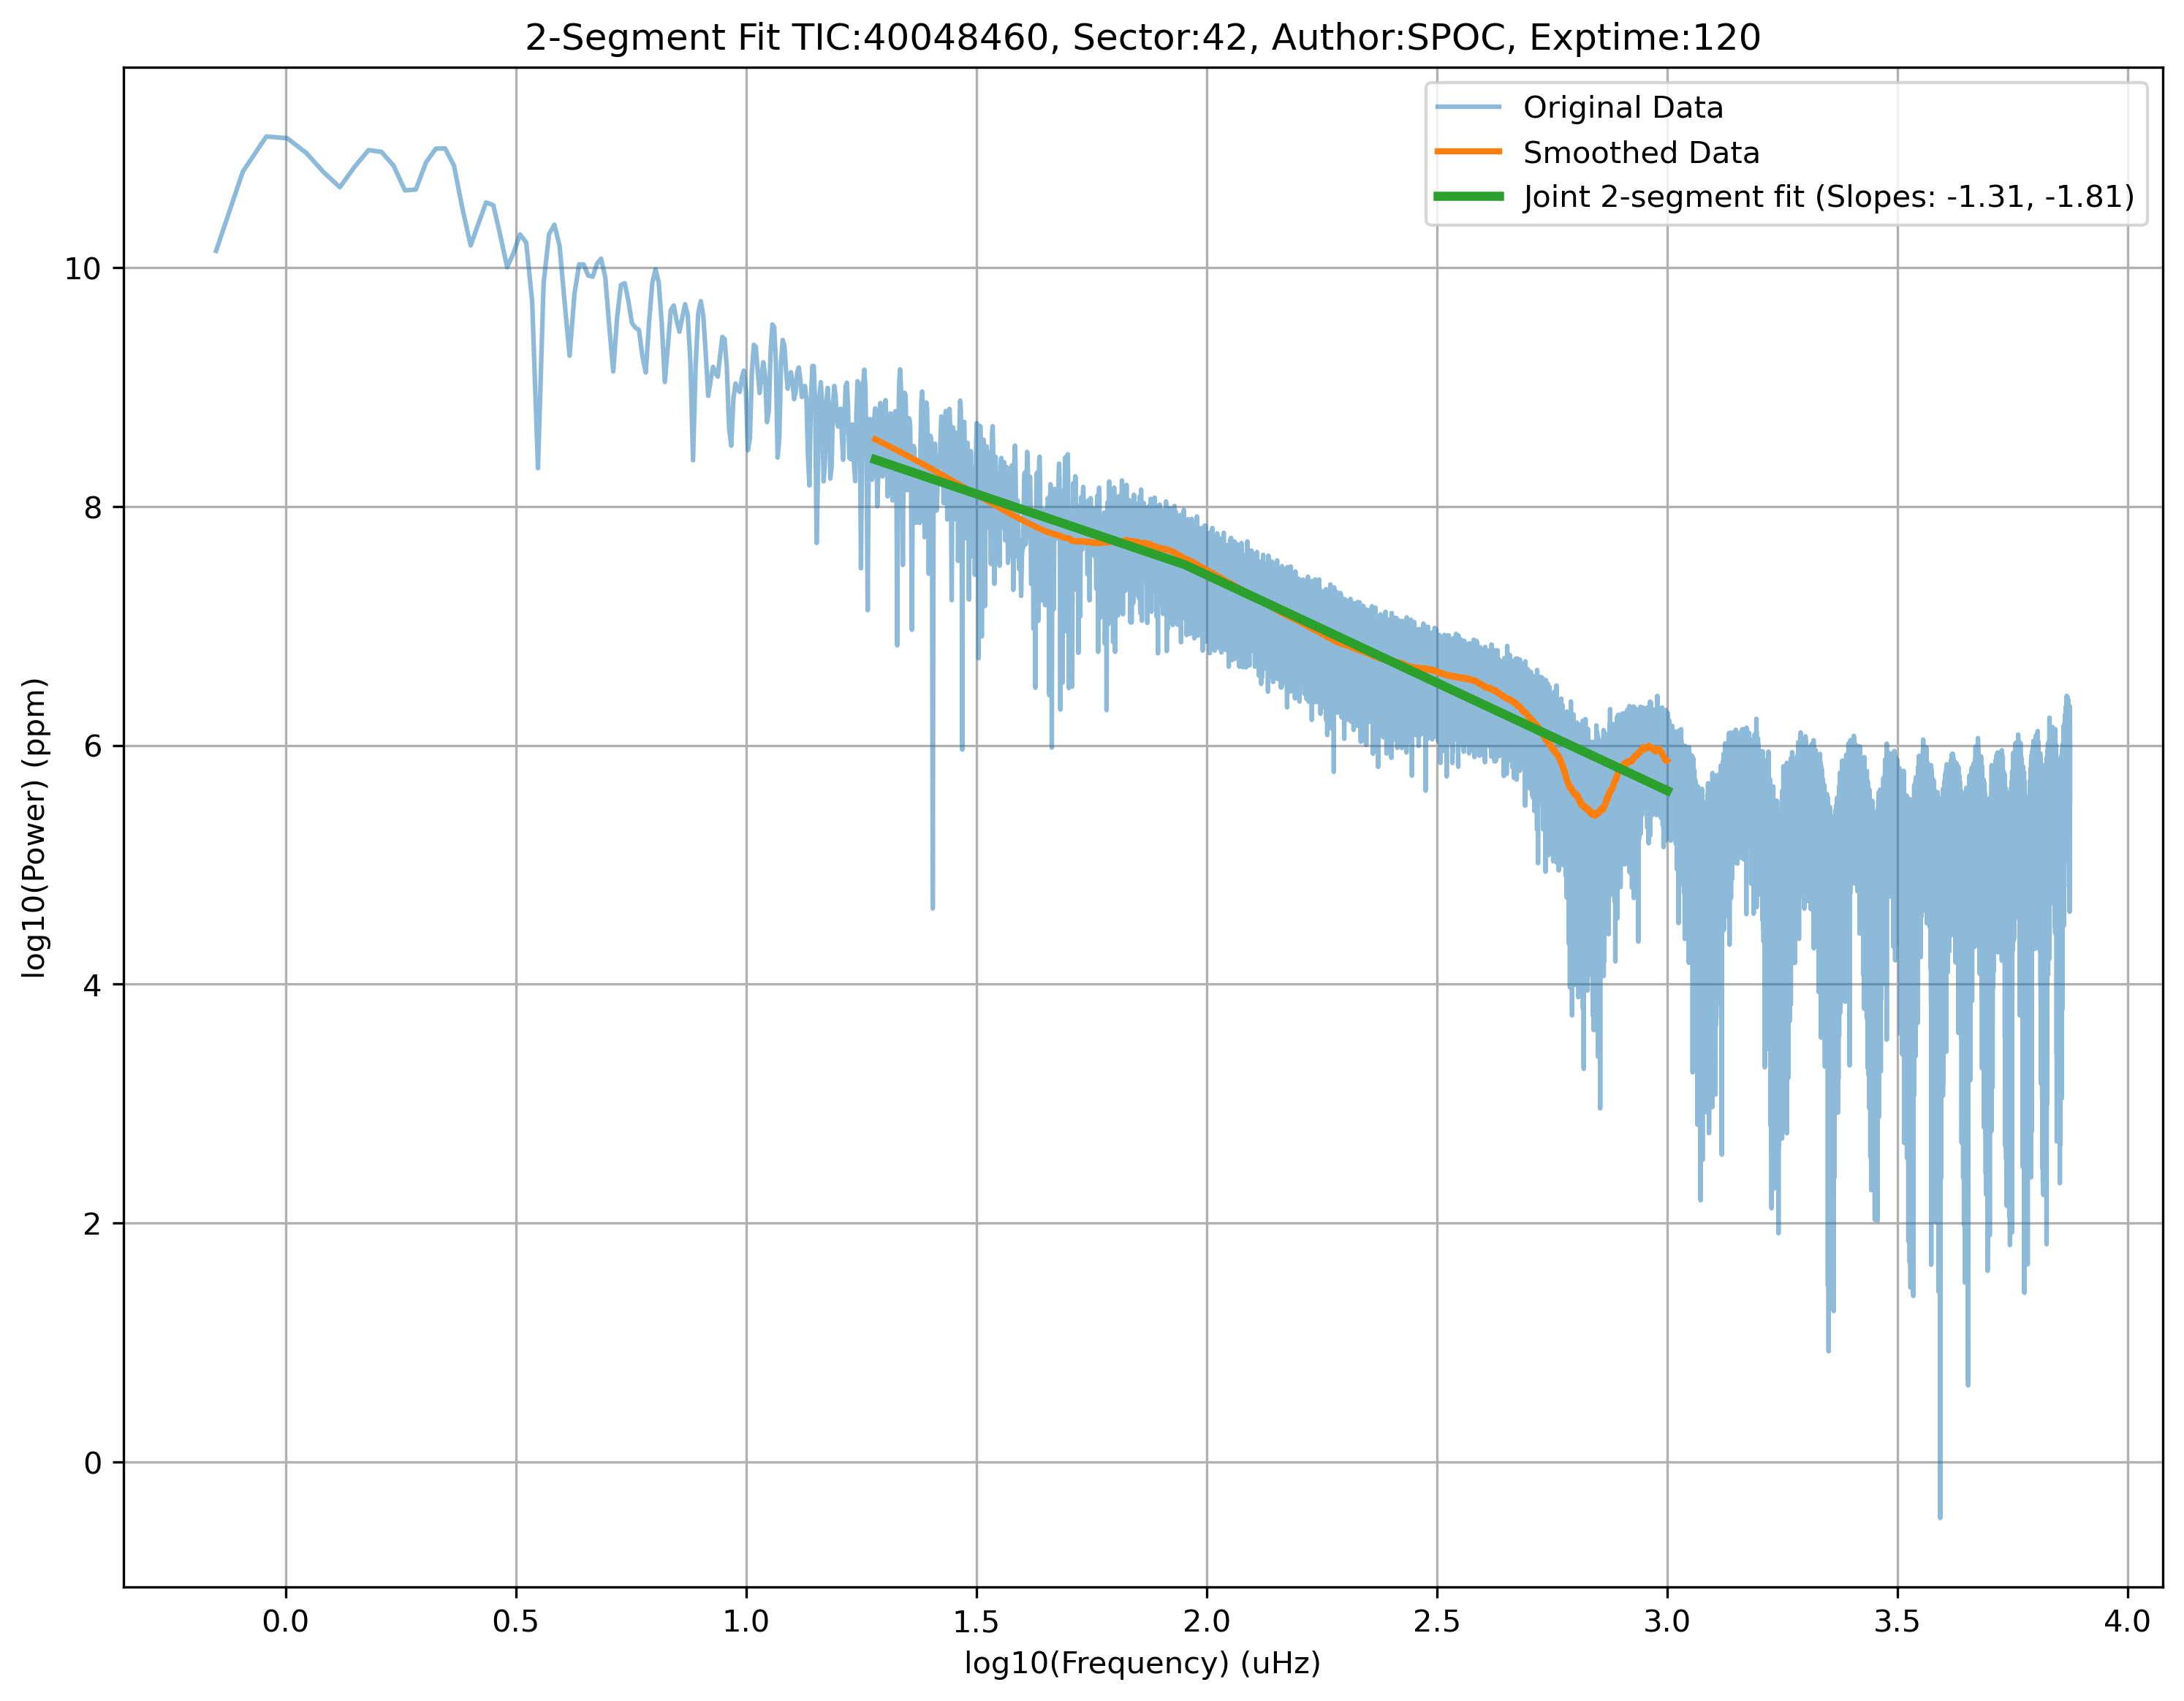 2-Segment Fit TIC:40048460, Sector:42, Author:SPOC, Exptime:120
Original Data
Smoothed Data
Joint 2-segment fit (Slopes: -1.31, -1.81)
log10(Power) (ppm)
10
8
6
4
2
0
0.0 0.5 1.0 1.5 2.0 2.5 3.0 3.5 4.0
log10(Frequency) (uHz)